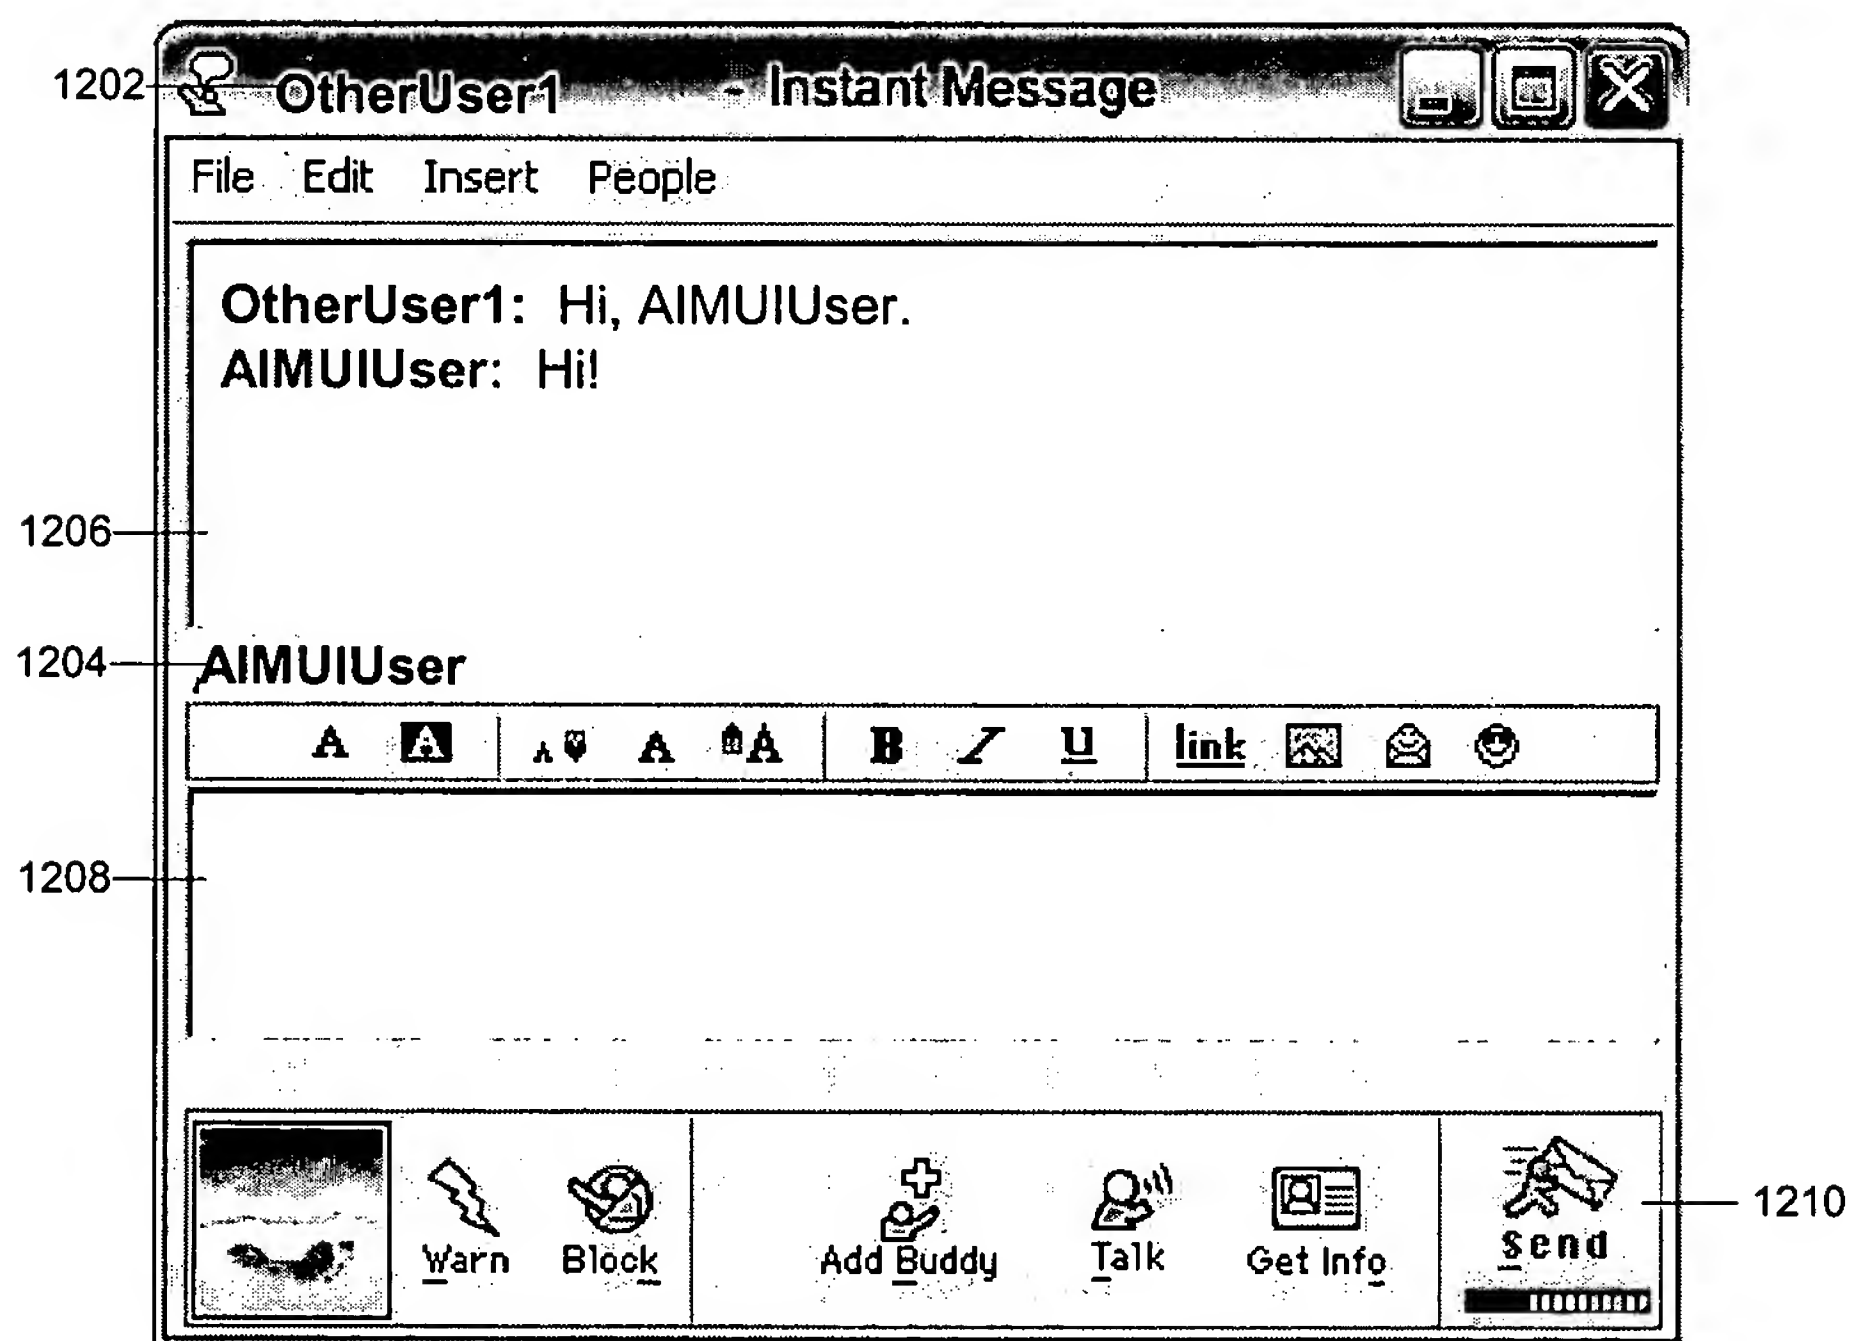 1202 OtherUser1 - Instant Message
File Edit Insert People
OtherUser1: Hi, AIMUIUser.
AIMUIUser: Hi!
1206
1204 AIMUIUser
A A A A A B I U link
1208
Warn Block Add Buddy Talk Get Info Send 1210